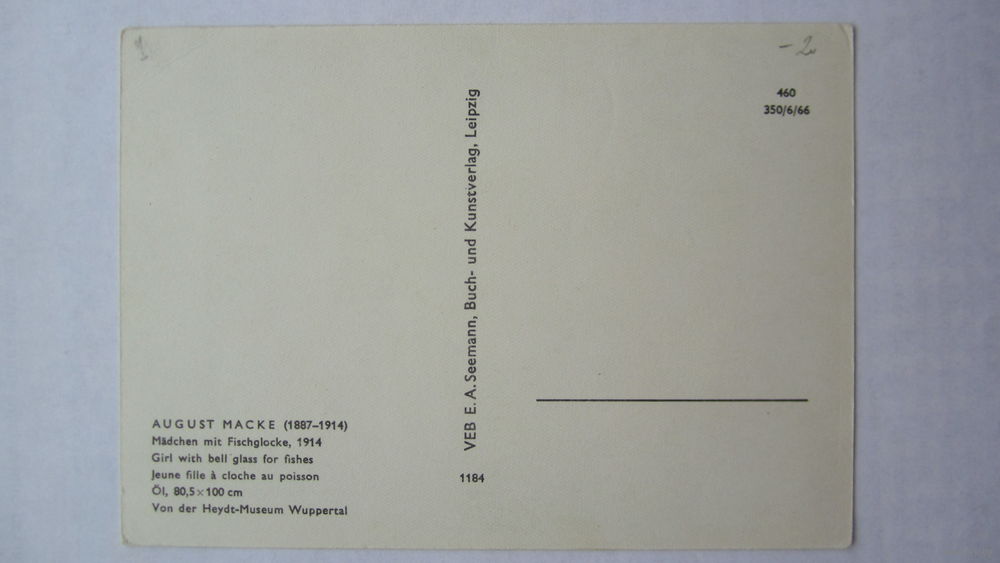 - 2
460
350/6/66
VEB E. A. Seemann, Buch- und Kunstverlag, Leipzig
AUGUST MACKE (1887–1914)
Mädchen mit Fischglocke, 1914
Girl with bell glass for fishes
Jeune fille à cloche au poisson
Öl, 80,5×100 cm
Von der Heydt-Museum Wuppertal
1184